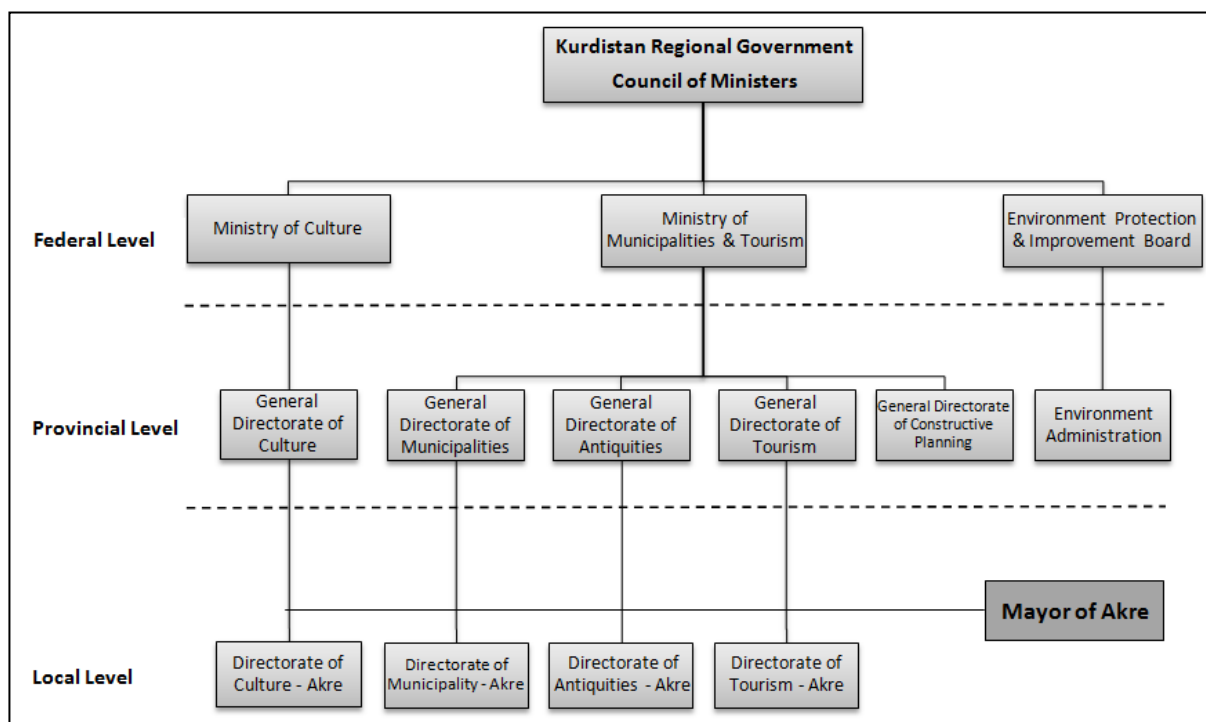 Kurdistan Regional Government
Council of Ministers
Federal Level
Ministry of Culture
Ministry of
Municipalities & Tourism
Environment Protection
& Improvement Board
Provincial Level
General
Directorate of
Culture
General
Directorate of
Municipalities
General
Directorate of
Antiquities
General
Directorate of
Tourism
General Directorate
of Constructive
Planning
Environment
Administration
Mayor of Akre
Local Level
Directorate of
Culture - Akre
Directorate of
Municipality - Akre
Directorate of
Antiquities - Akre
Directorate of
Tourism - Akre